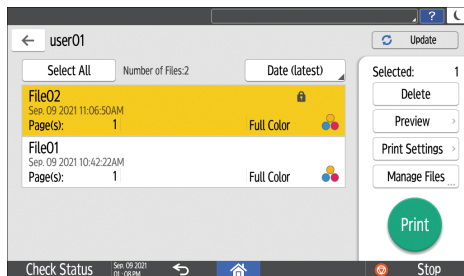 ?
user01
Update
Select All
Number of Files:2
Date (latest)
Selected: 1
File02
Sep. 09 2021 11:06:50AM
Page(s): 1
Full Color
Delete
Preview
File01
Sep. 09 2021 10:42:22AM
Page(s): 1
Full Color
Print Settings
Manage Files
...
Print
Check Status
Sep. 09 2021
01:08PM
Stop